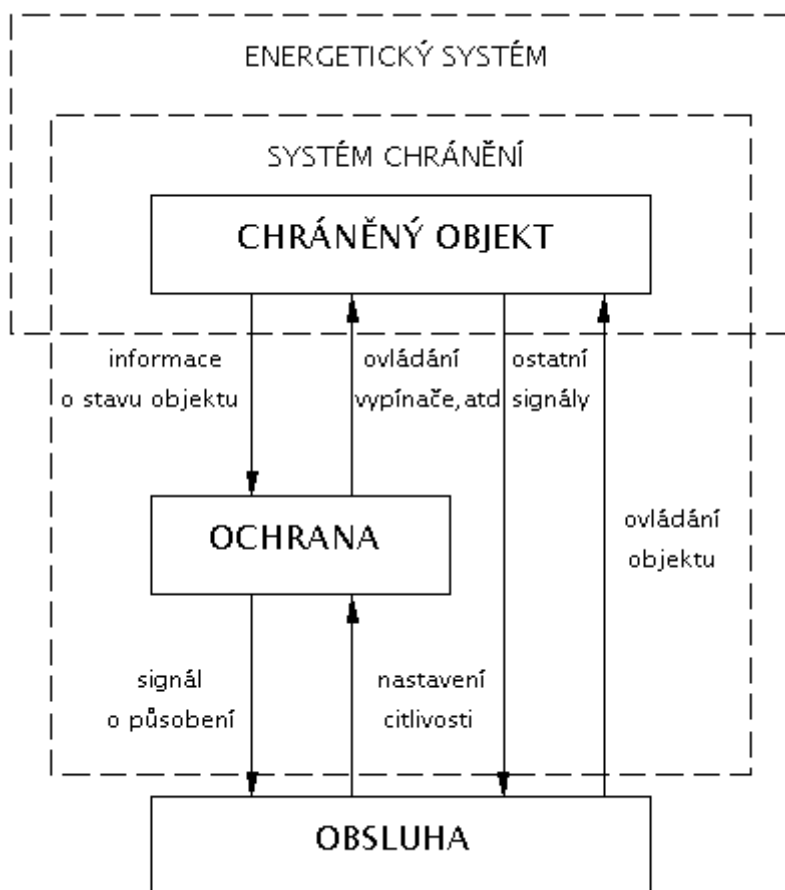 ENERGETICKÝ SYSTÉM
SYSTÉM CHRÁNĚNÍ
CHRÁNĚNÝ OBJEKT
informace
o stavu objektu
ovládání
vypínače,atd
ostatní
signály
OCHRANA
ovládání
objektu
signál
o působení
nastavení
citlivosti
OBSLUHA